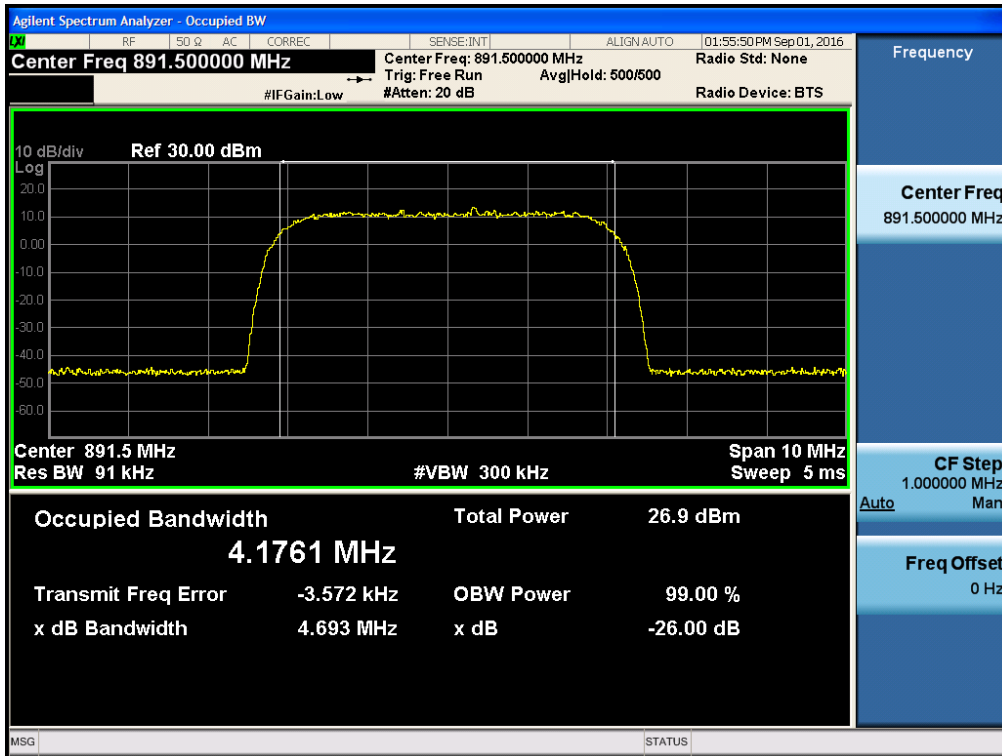 Agilent Spectrum Analyzer - Occupied BW
LXI RF 50 Ω AC CORREC SENSE:INT ALIGN AUTO 01:55:50 PM Sep 01, 2016
Center Freq 891.500000 MHz
Center Freq: 891.500000 MHz
Radio Std: None
Trig: Free Run
Avg|Hold: 500/500
#IFGain:Low
#Atten: 20 dB
Radio Device: BTS
10 dB/div
Ref 30.00 dBm
Log
20.0
10.0
0.00
-10.0
-20.0
-30.0
-40.0
-50.0
-60.0
Center 891.5 MHz
Span 10 MHz
Res BW 91 kHz
#VBW 300 kHz
Sweep 5 ms
Occupied Bandwidth
Total Power 26.9 dBm
4.1761 MHz
Transmit Freq Error -3.572 kHz
OBW Power 99.00 %
x dB Bandwidth 4.693 MHz
x dB -26.00 dB
MSG
STATUS
Frequency
Center Freq
891.500000 MHz
CF Step
1.000000 MHz
Auto Man
Freq Offset
0 Hz